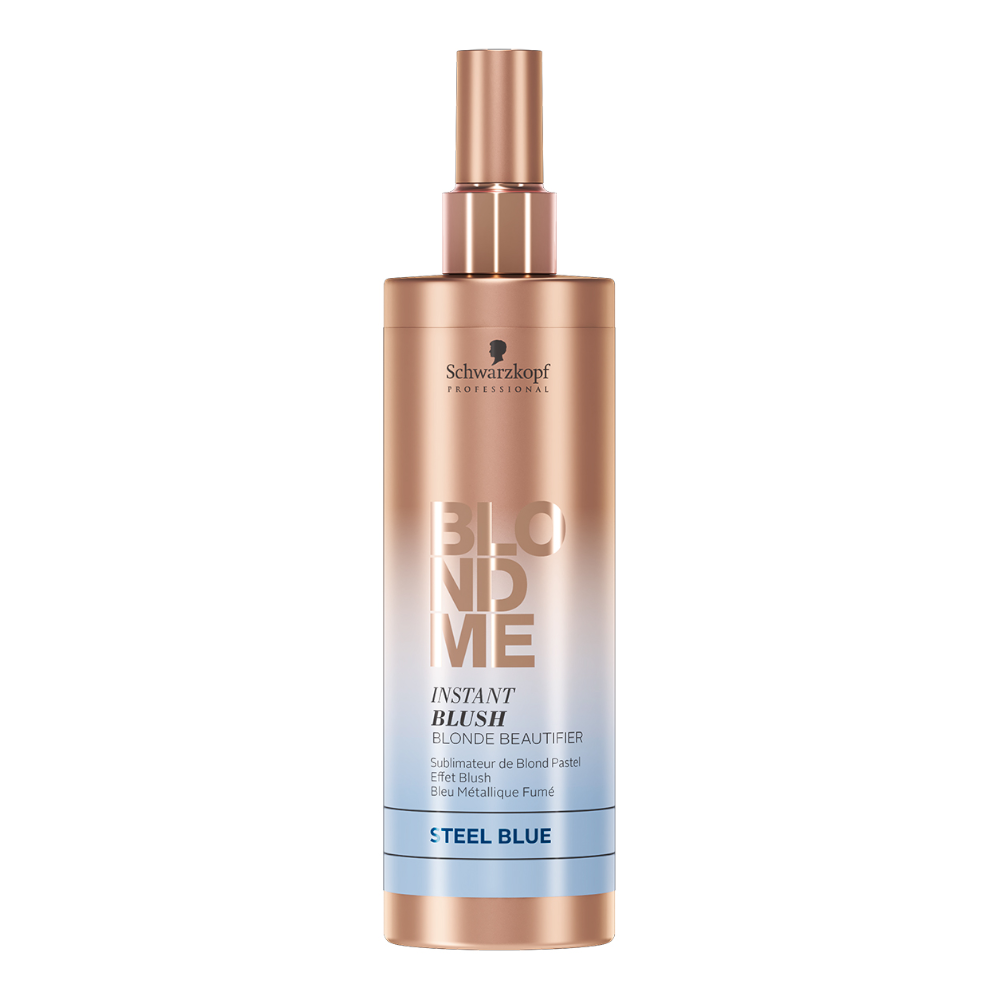 Schwarzkopf
PROFESSIONAL
BLO
ND
ME
INSTANT
BLUSH
BLONDE BEAUTIFIER
Sublimateur de Blond Pastel
Effet Blush
Bleu Métallique Fumé
STEEL BLUE